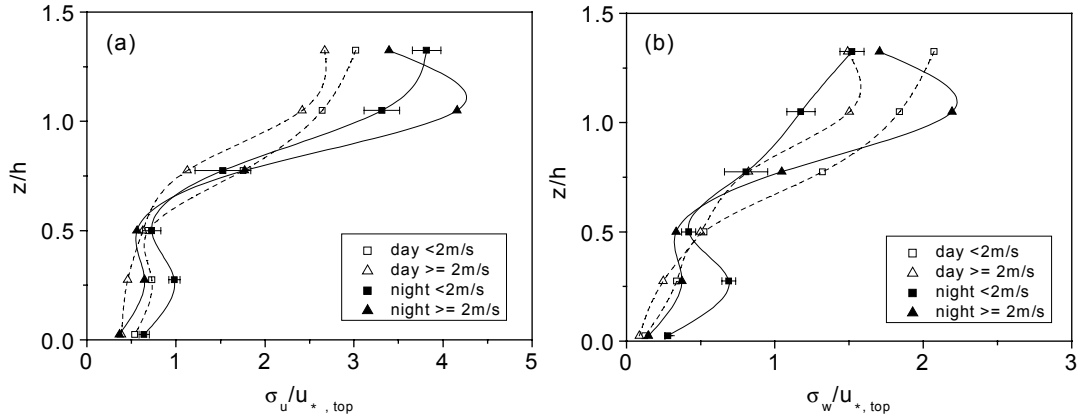 1.5
(a)
1.0
z/h
0.5
0.0
day <2m/s
day >= 2m/s
night <2m/s
night >= 2m/s
0 1 2 3 4 5
σu/u*, top
1.5
(b)
1.0
z/h
0.5
0.0
day <2m/s
day >= 2m/s
night <2m/s
night >= 2m/s
0 1 2 3
σw/u*,top